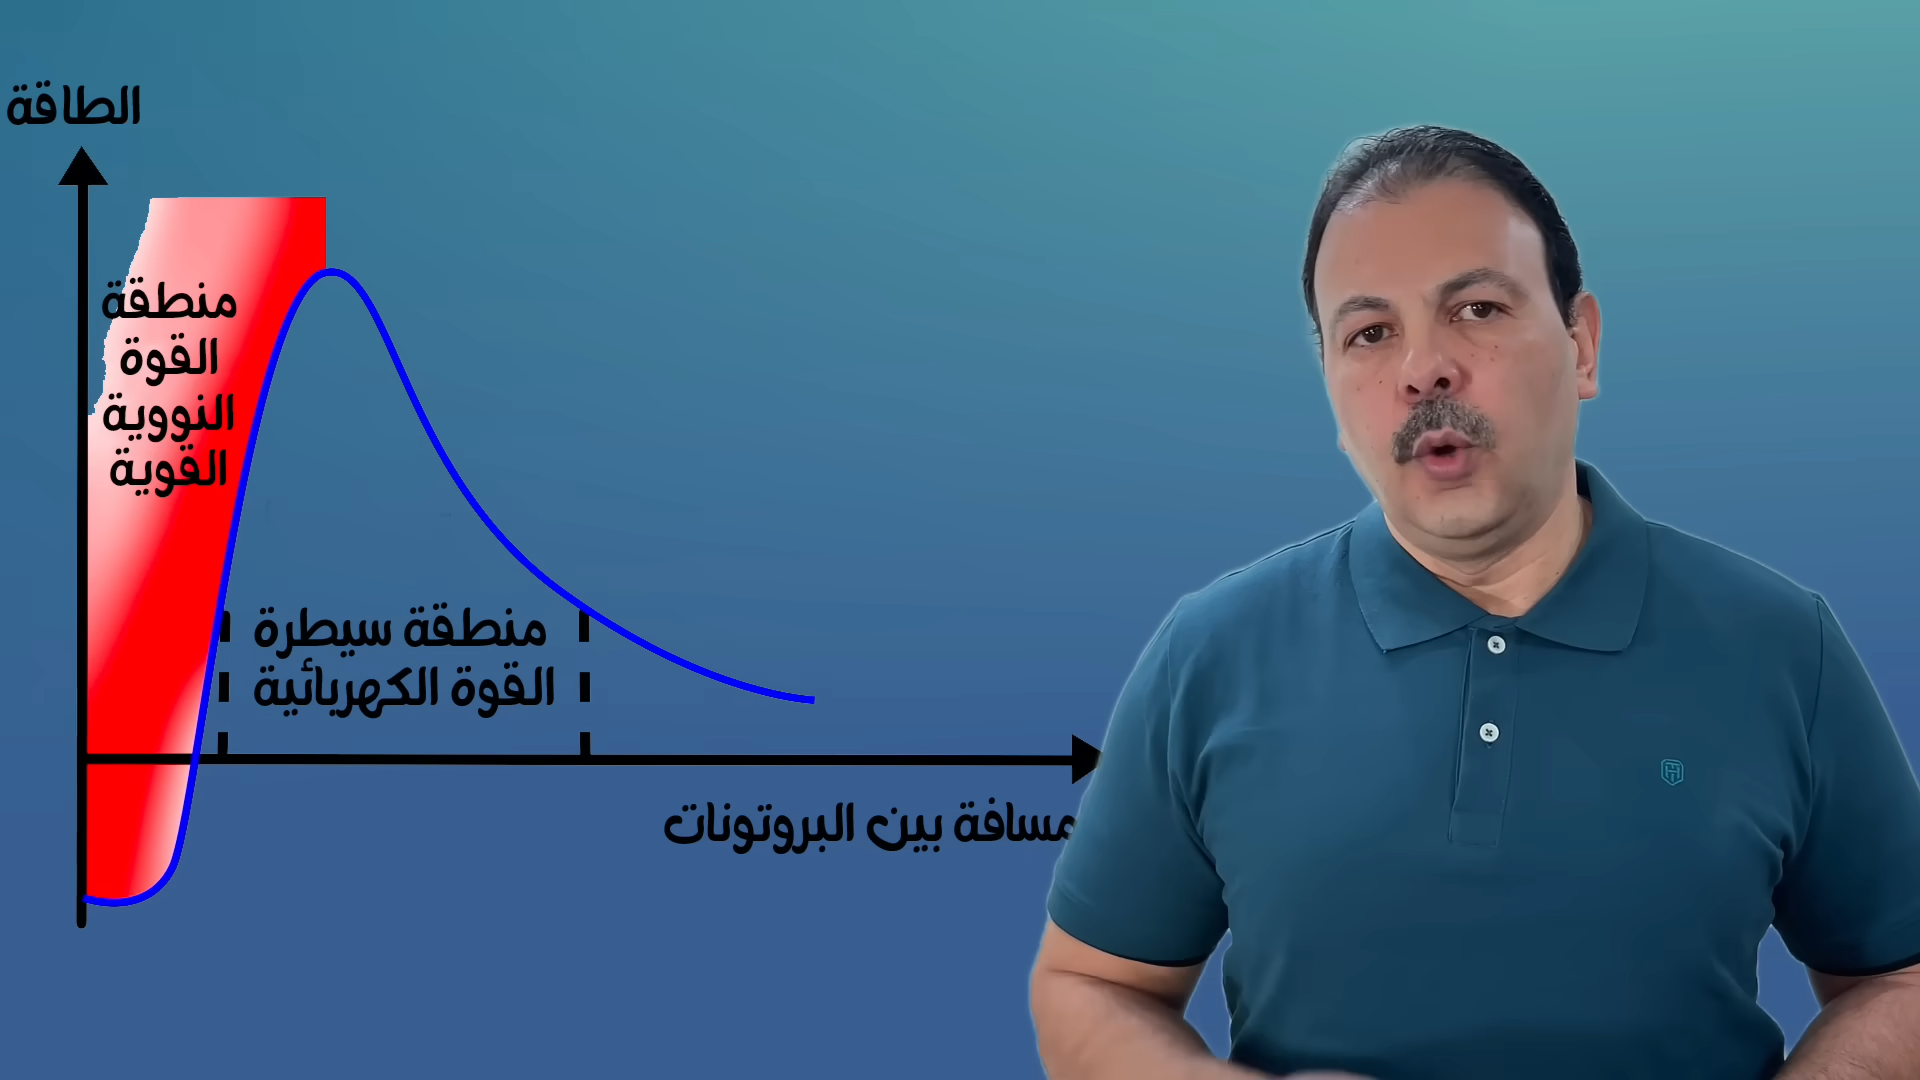 الطاقة
منطقة
القوة
النووية
القوية
منطقة سيطرة
القوة الكهربائية
مسافة بين البروتونات